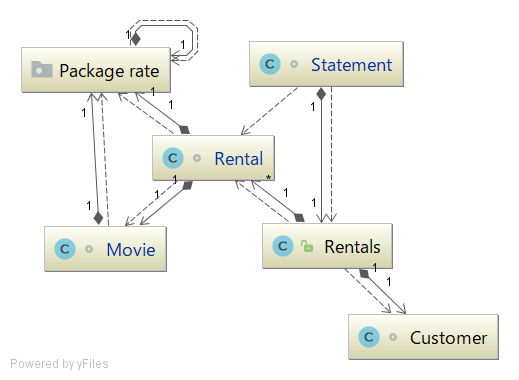 1
1
Package rate
C Statement
1
1
1
1
C Rental
1
*
1
1
1
1
C Movie
C Rentals
1
1
C Customer
Powered by yFiles